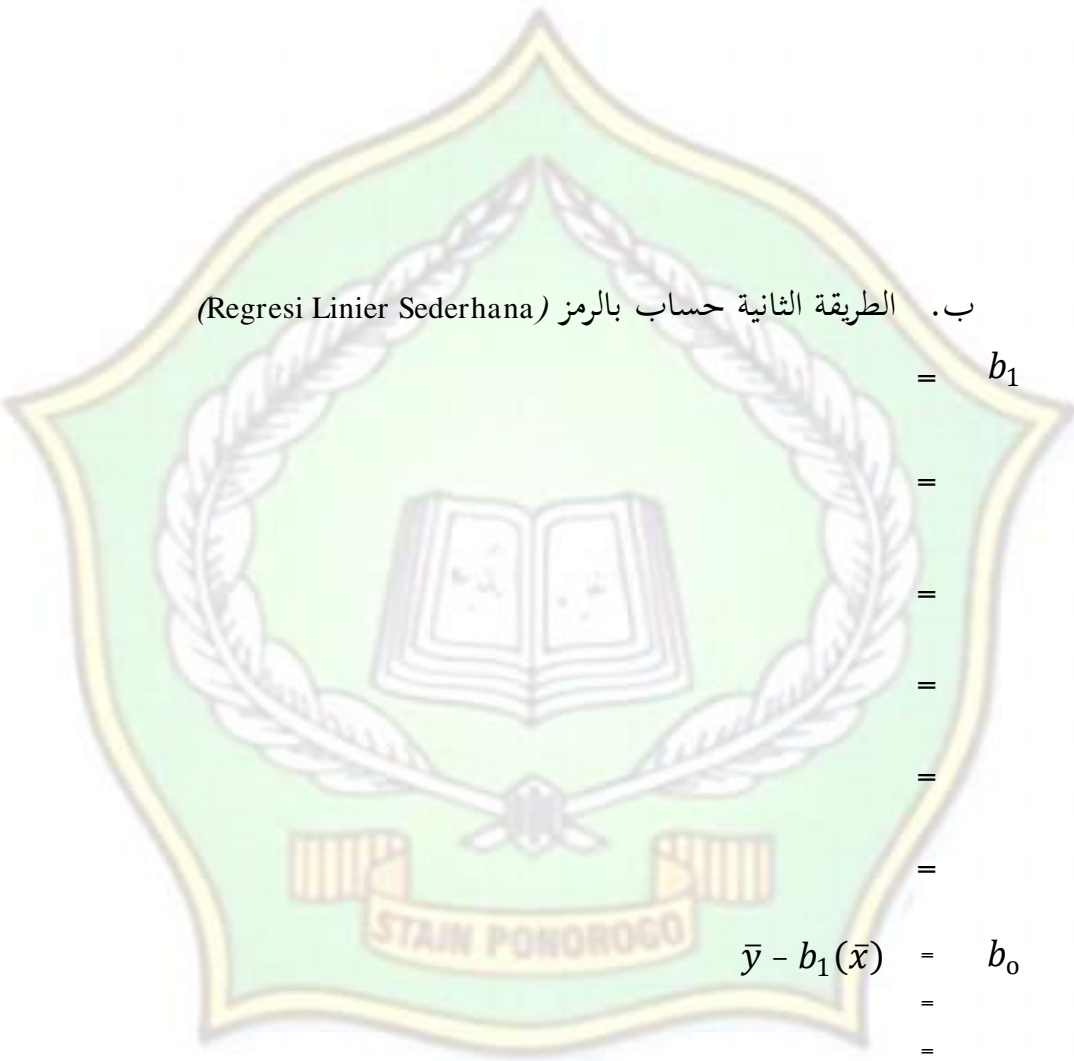 ب. الطريقة الثانية حساب بالرمز (Regresi Linier Sederhana)
b₁ =
=
=
=
=
=
b₀ = ȳ − b₁(x̄)
=
=
STAIN PONOROGO